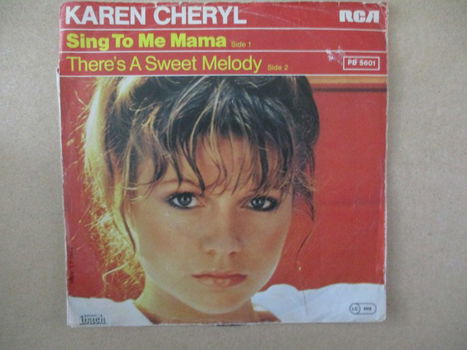 KAREN CHERYL RCA
Sing To Me Mama Side 1
There's A Sweet Melody Side 2
PB 5601